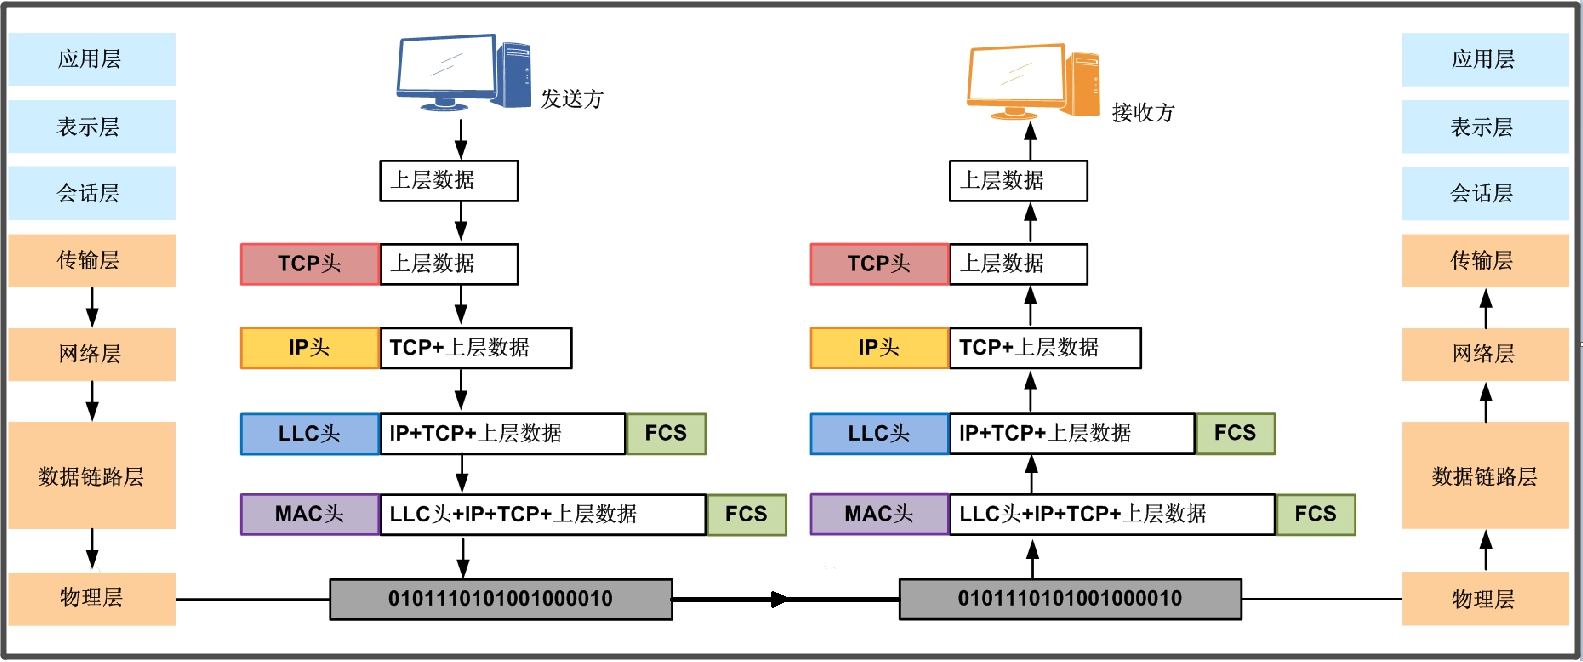 应用层
表示层
会话层
传输层
网络层
数据链路层
物理层
发送方
上层数据
TCP头 上层数据
IP头 TCP+上层数据
LLC头 IP+TCP+上层数据 FCS
MAC头 LLC头+IP+TCP+上层数据 FCS
0101110101001000010
接收方
上层数据
TCP头 上层数据
IP头 TCP+上层数据
LLC头 IP+TCP+上层数据 FCS
MAC头 LLC头+IP+TCP+上层数据 FCS
0101110101001000010
应用层
表示层
会话层
传输层
网络层
数据链路层
物理层